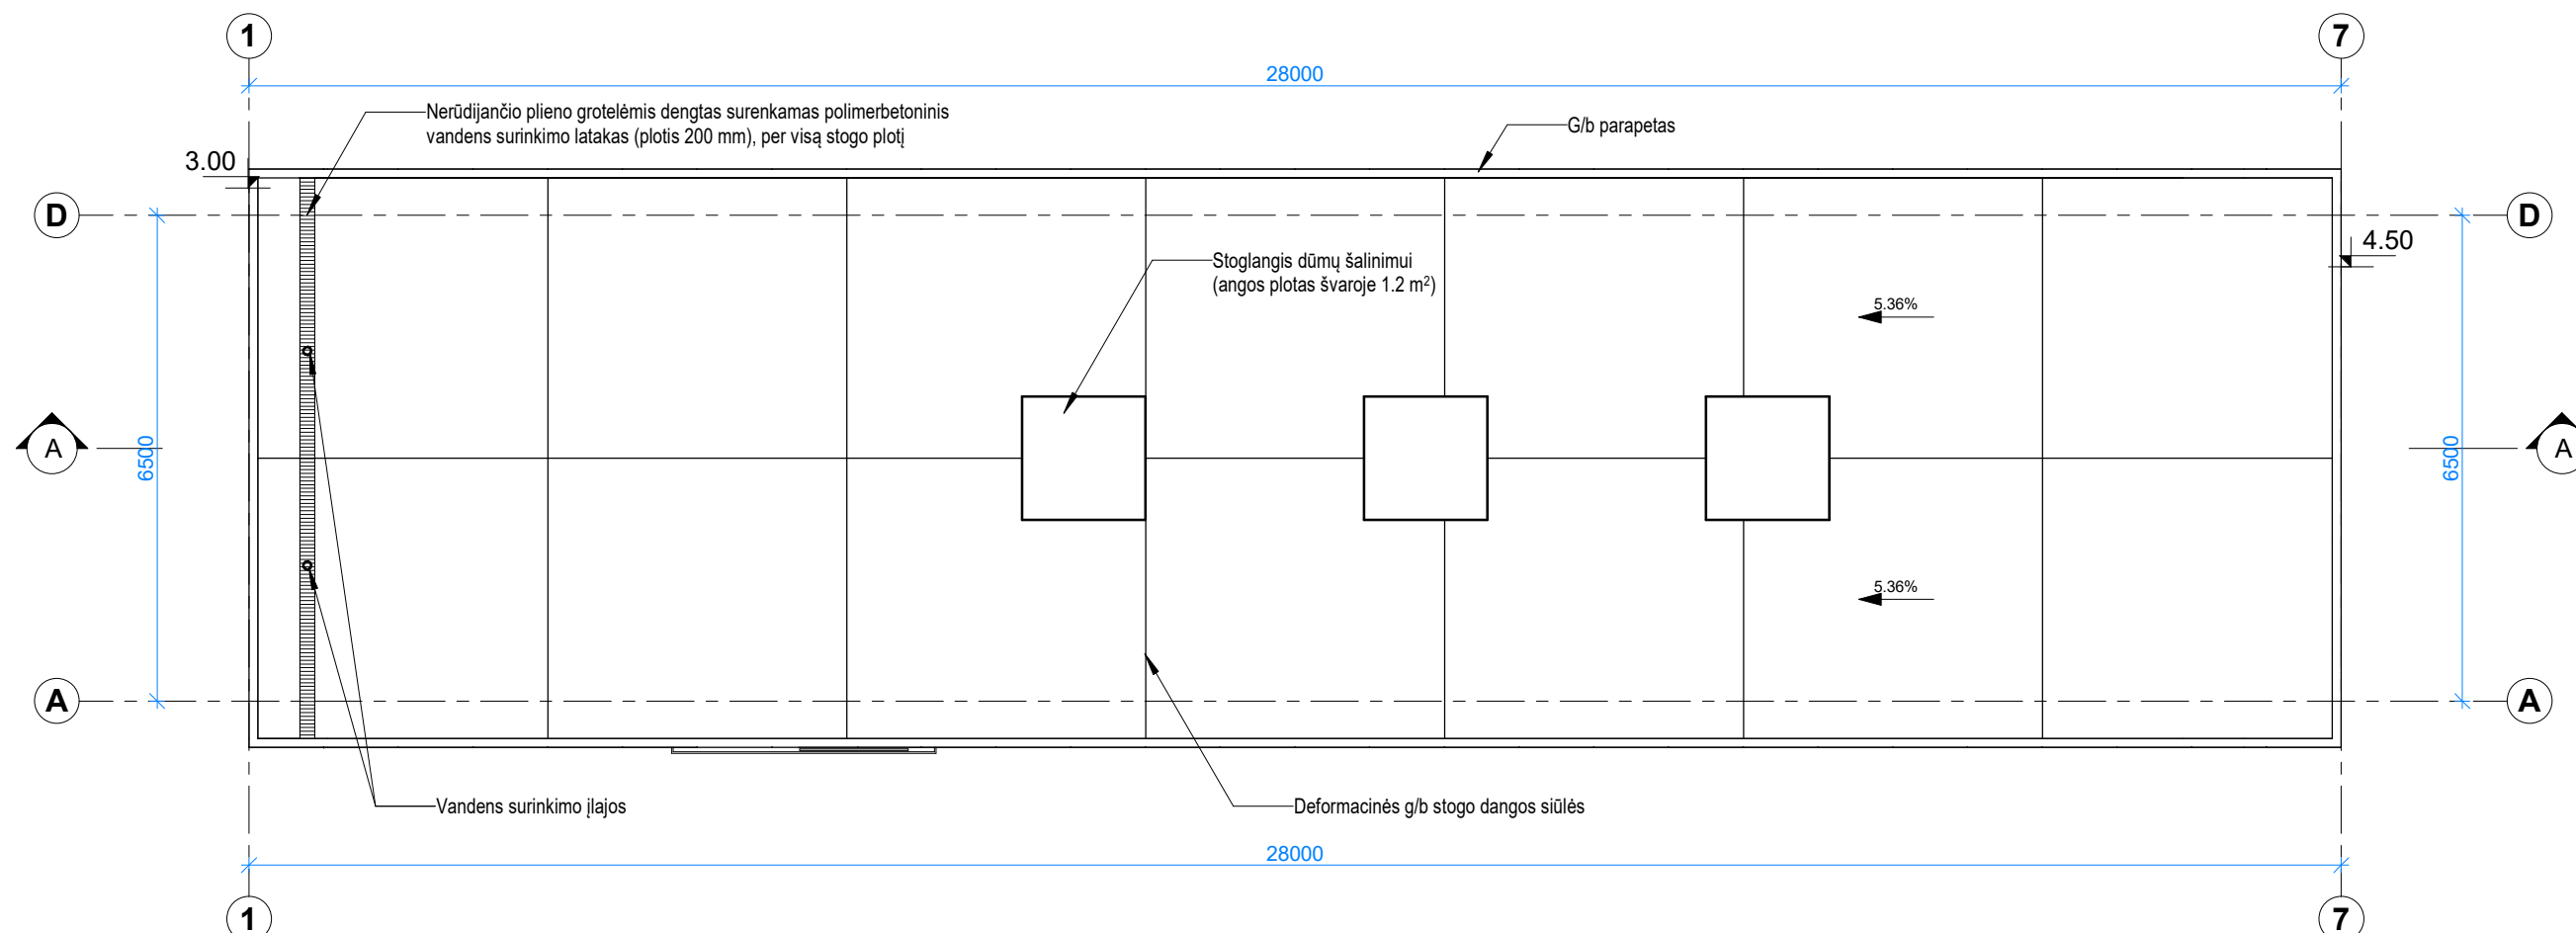 1
7
28000
Nerūdijančio plieno grotelėmis dengtas surenkamas polimerbetoninis
vandens surinkimo latakas (plotis 200 mm), per visą stogo plotį
G/b parapetas
3.00
D
D
4.50
Stoglangis dūmų šalinimui
(angos plotas švaroje 1.2 m²)
5.36%
A
6500
6500
A
5.36%
A
A
Vandens surinkimo įlajos
Deformacinės g/b stogo dangos siūlės
28000
1
7